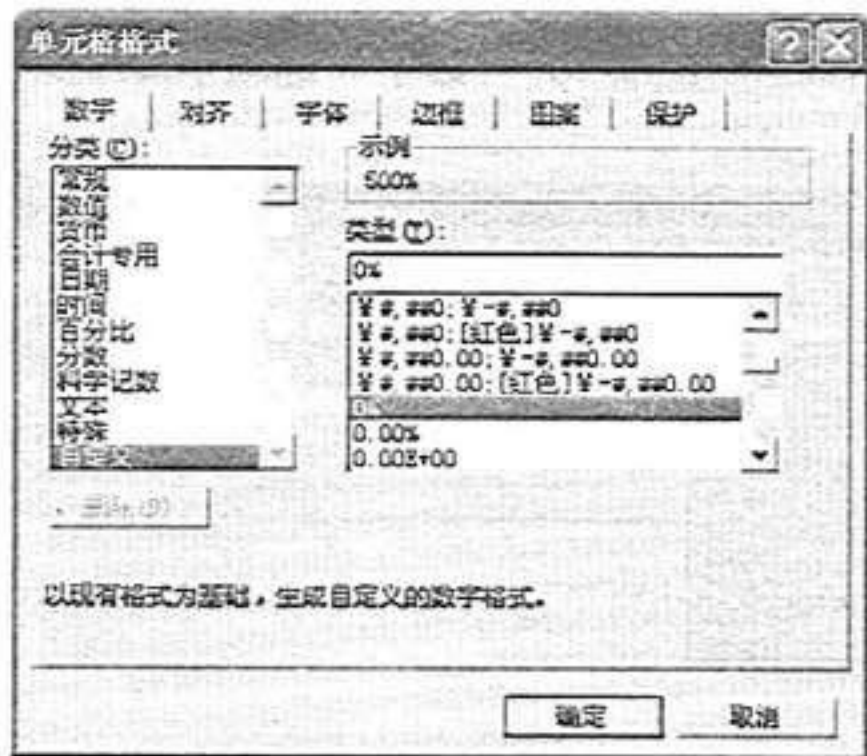 单元格格式
数字 对齐 字体 边框 图案 保护
分类(C):
常规
数值
货币
会计专用
日期
时间
百分比
分数
科学记数
文本
特殊
自定义
示例
500%
类型(T):
0%
¥#,##0;¥-#,##0
¥#,##0;[红色]¥-#,##0
¥#,##0.00;¥-#,##0.00
¥#,##0.00;[红色]¥-#,##0.00
0.00%
0.00E+00
以现有格式为基础，生成自定义的数字格式。
确定 取消